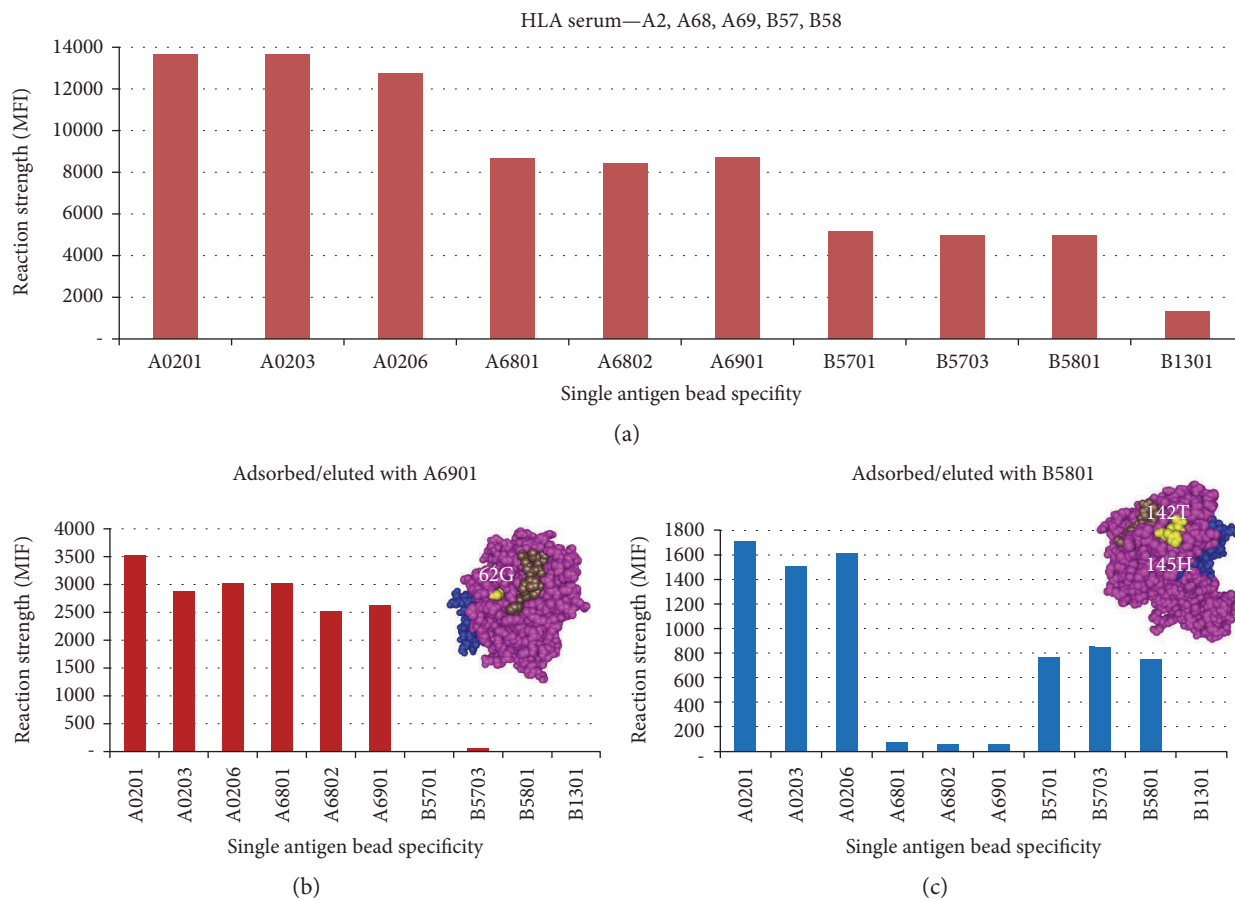 HLA serum—A2, A68, A69, B57, B58
Reaction strength (MFI)
14000
12000
10000
8000
6000
4000
2000
-
A0201 A0203 A0206 A6801 A6802 A6901 B5701 B5703 B5801 B1301
Single antigen bead specifity
(a)
Adsorbed/eluted with A6901
Reaction strength (MIF)
4000
3500
3000
2500
2000
1500
1000
500
-
62G
A0201 A0203 A0206 A6801 A6802 A6901 B5701 B5703 B5801 B1301
Single antigen bead specificity
(b)
Adsorbed/eluted with B5801
Reaction strength (MIF)
1800
1600
1400
1200
1000
800
600
400
200
-
142T
145H
A0201 A0203 A0206 A6801 A6802 A6901 B5701 B5703 B5801 B1301
Single antigen bead specificity
(c)